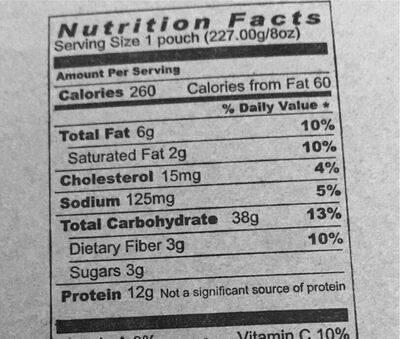 Nutrition Facts
Serving Size 1 pouch (227.00g/8oz)
Amount Per Serving
Calories 260 Calories from Fat 60
% Daily Value *
Total Fat 6g 10%
Saturated Fat 2g 10%
Cholesterol 15mg 4%
Sodium 125mg 5%
Total Carbohydrate 38g 13%
Dietary Fiber 3g 10%
Sugars 3g
Protein 12g Not a significant source of protein
Vitamin C 10%